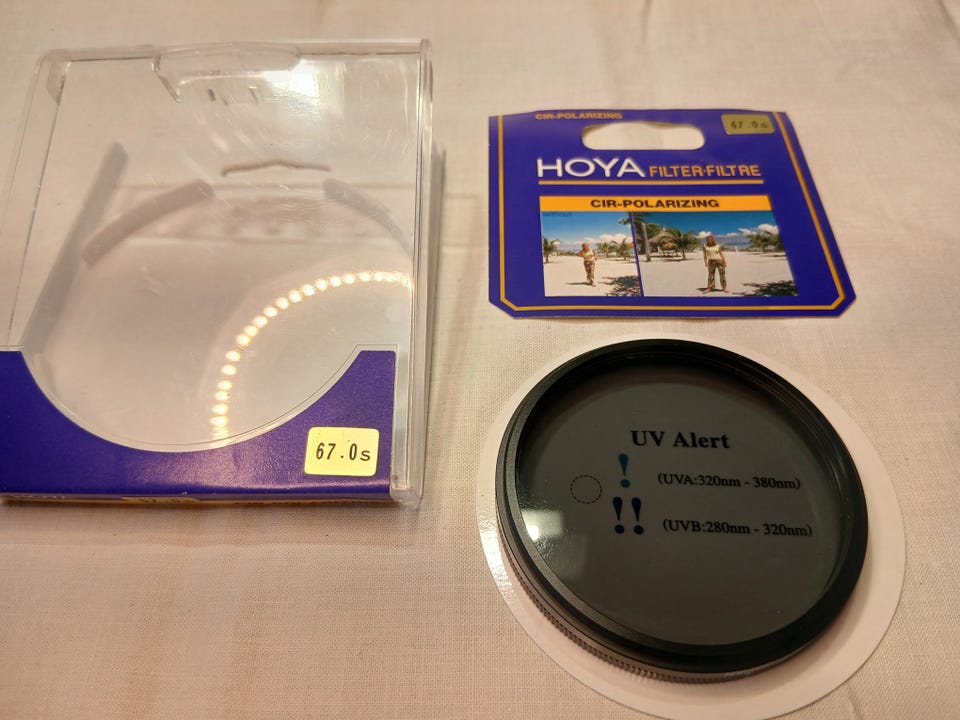 67.0s
CIR-POLARIZING
67.0s
HOYA FILTER·FILTRE
CIR-POLARIZING
without
UV Alert
! (UVA:320nm - 380nm)
!! (UVB:280nm - 320nm)